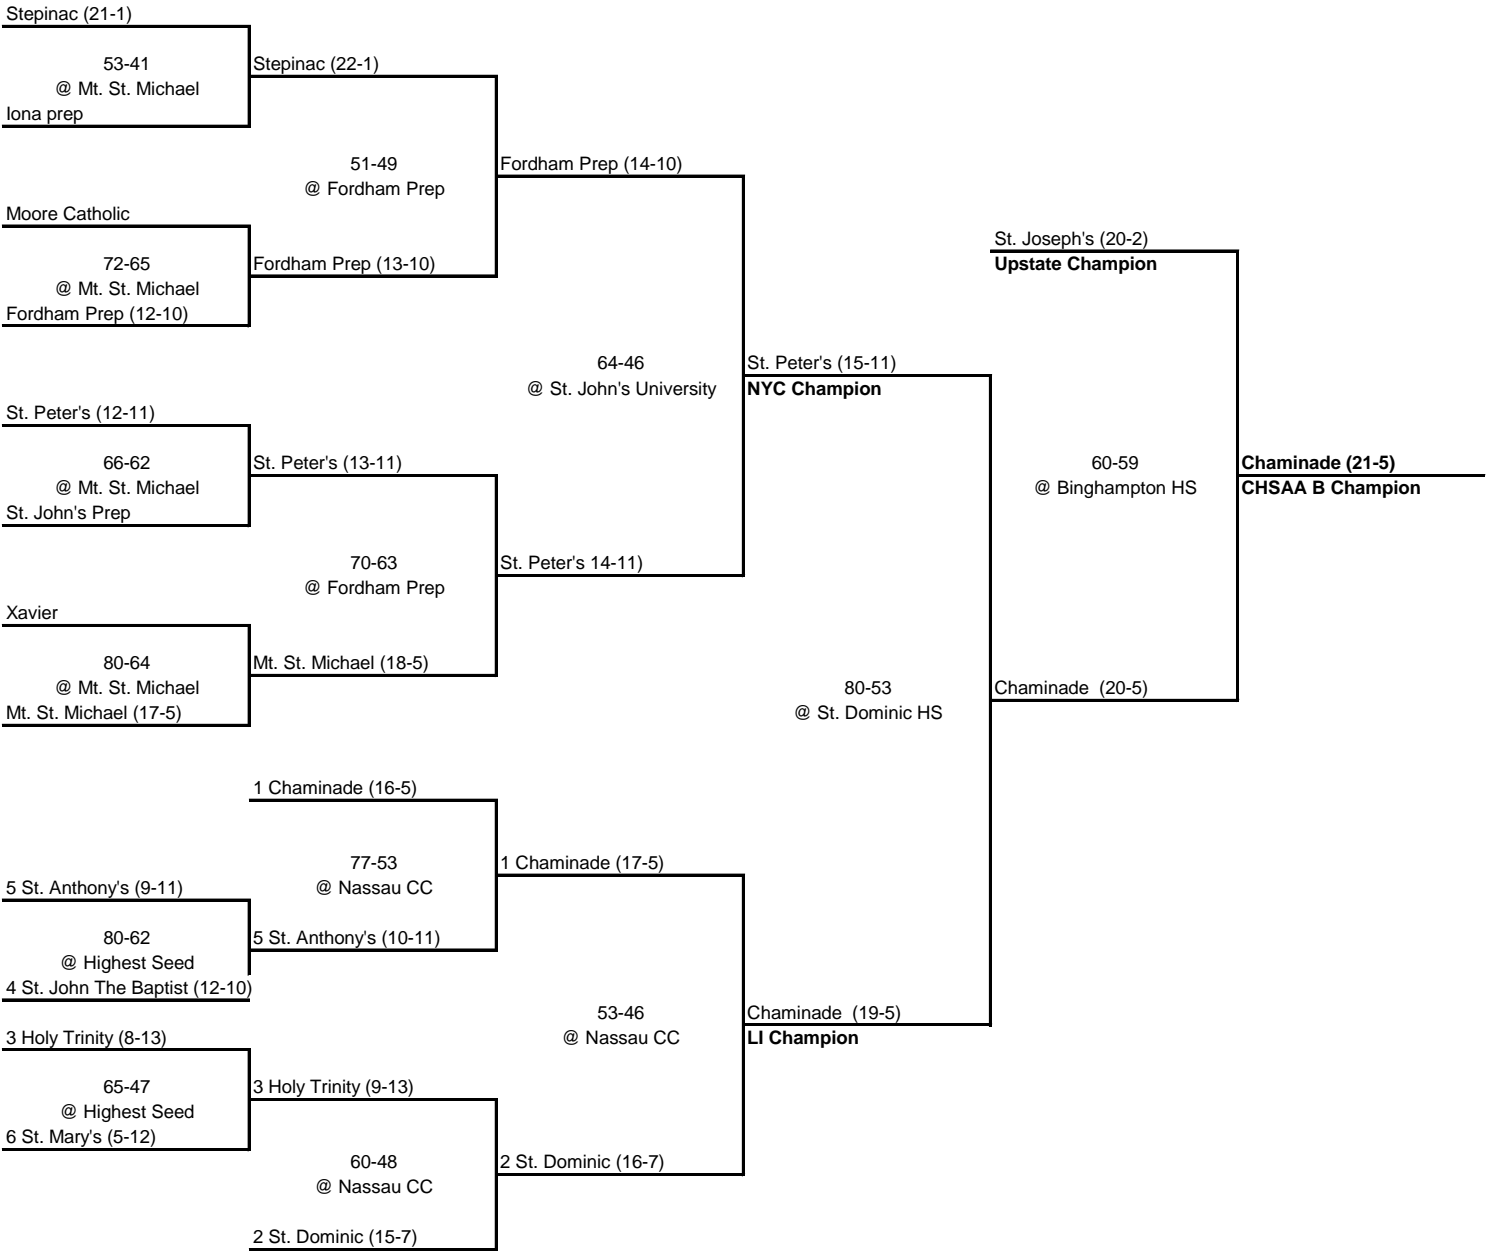 Stepinac (21-1)
53-41
@ Mt. St. Michael
Iona prep
Stepinac (22-1)
51-49
@ Fordham Prep
Moore Catholic
72-65
@ Mt. St. Michael
Fordham Prep (12-10)
Fordham Prep (13-10)
Fordham Prep (14-10)
64-46
@ St. John's University
St. Peter's (12-11)
66-62
@ Mt. St. Michael
St. John's Prep
St. Peter's (13-11)
70-63
@ Fordham Prep
Xavier
80-64
@ Mt. St. Michael
Mt. St. Michael (17-5)
Mt. St. Michael (18-5)
St. Peter's 14-11)
St. Peter's (15-11)
NYC Champion
80-53
@ St. Dominic HS
1 Chaminade (16-5)
77-53
@ Nassau CC
5 St. Anthony's (9-11)
80-62
@ Highest Seed
4 St. John The Baptist (12-10)
5 St. Anthony's (10-11)
1 Chaminade (17-5)
53-46
@ Nassau CC
3 Holy Trinity (8-13)
65-47
@ Highest Seed
6 St. Mary's (5-12)
3 Holy Trinity (9-13)
60-48
@ Nassau CC
2 St. Dominic (15-7)
2 St. Dominic (16-7)
Chaminade  (19-5)
LI Champion
St. Joseph's (20-2)
Upstate Champion
60-59
@ Binghampton HS
Chaminade  (20-5)
Chaminade (21-5)
CHSAA B Champion